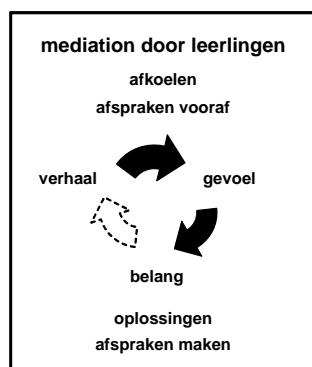 mediation door leerlingen
afkoelen
afspraken vooraf
verhaal
gevoel
belang
oplossingen
afspraken maken